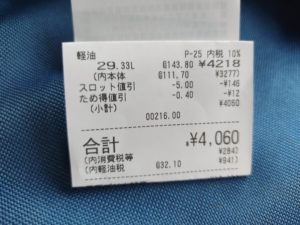 軽油 P-25 内税 10%
29.33L @143.80 ¥4218
(内本体 @111.70 ¥3277)
スロット値引 -5.00 -¥146
ため得値引 -0.40 -¥12
(小計) ¥4060
00216.00
合計 ¥4,060
(内消費税等 ¥284)
(内軽油税 @32.10 ¥941)